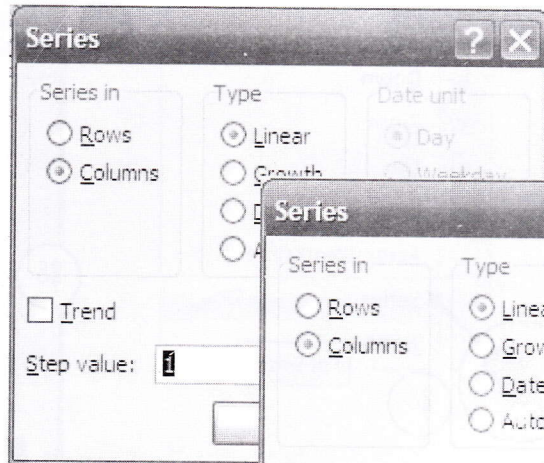 Series
Series in Type Date unit
Rows Linear Day
Columns Growth Weekday
D
A
Trend
Step value: 1
Series
Series in Type
Rows Linea
Columns Grow
Date
Auto